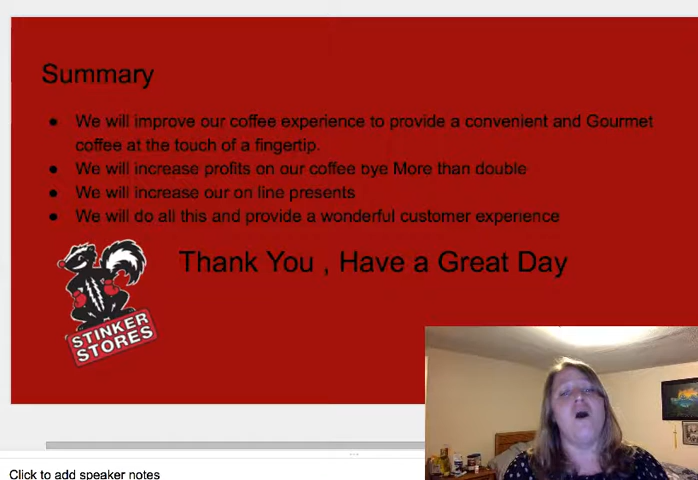 Summary
● We will improve our coffee experience to provide a convenient and Gourmet
coffee at the touch of a fingertip.
● We will increase profits on our coffee bye More than double
● We will increase our on line presents
● We will do all this and provide a wonderful customer experience
Thank You , Have a Great Day
STINKER
STORES
Click to add speaker notes